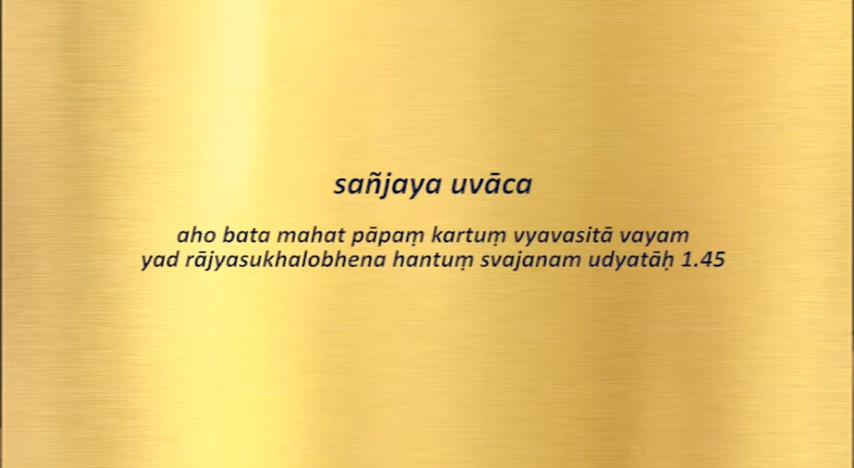 sañjaya uvāca
aho bata mahat pāpaṃ kartuṃ vyavasitā vayam
yad rājyasukhalobhena hantuṃ svajanam udyatāḥ 1.45